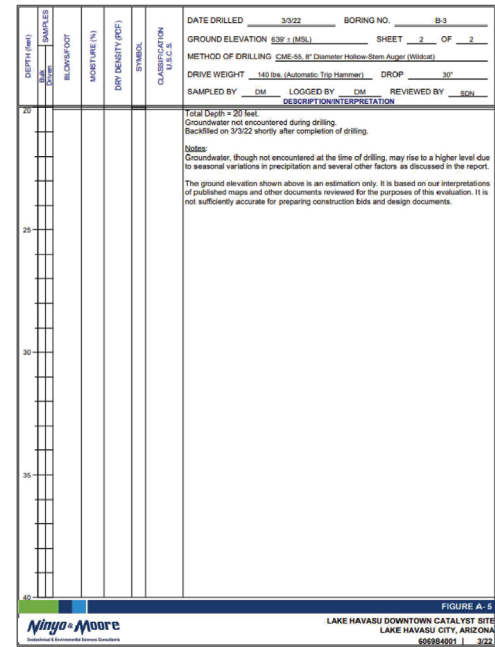 DEPTH (feet)
SAMPLES
Bulk
Driven
BLOWS/FOOT
MOISTURE (%)
DRY DENSITY (PCF)
SYMBOL
CLASSIFICATION
U.S.C.S.
DATE DRILLED 3/3/22 BORING NO. B-3
GROUND ELEVATION 639' ± (MSL) SHEET 2 OF 2
METHOD OF DRILLING CME-55, 8" Diameter Hollow-Stem Auger (Wildcat)
DRIVE WEIGHT 140 lbs. (Automatic Trip Hammer) DROP 30"
SAMPLED BY DM LOGGED BY DM REVIEWED BY SDN
DESCRIPTION/INTERPRETATION
20
Total Depth = 20 feet.
Groundwater not encountered during drilling.
Backfilled on 3/3/22 shortly after completion of drilling.
Notes:
Groundwater, though not encountered at the time of drilling, may rise to a higher level due
to seasonal variations in precipitation and several other factors as discussed in the report.
The ground elevation shown above is an estimation only. It is based on our interpretations
of published maps and other documents reviewed for the purposes of this evaluation. It is
not sufficiently accurate for preparing construction bids and design documents.
25
30
35
40
FIGURE A- 5
Ninyo & Moore
Geotechnical & Environmental Sciences Consultants
LAKE HAVASU DOWNTOWN CATALYST SITE
LAKE HAVASU CITY, ARIZONA
606984001 | 3/22